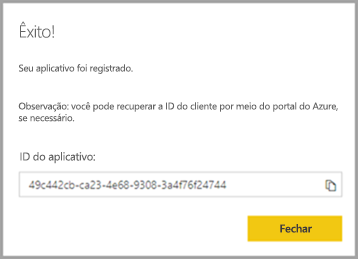 Êxito!
Seu aplicativo foi registrado.
Observação: você pode recuperar a ID do cliente por meio do portal do Azure,
se necessário.
ID do aplicativo:
49c442cb-ca23-4e68-9308-3a4f76f24744
Fechar